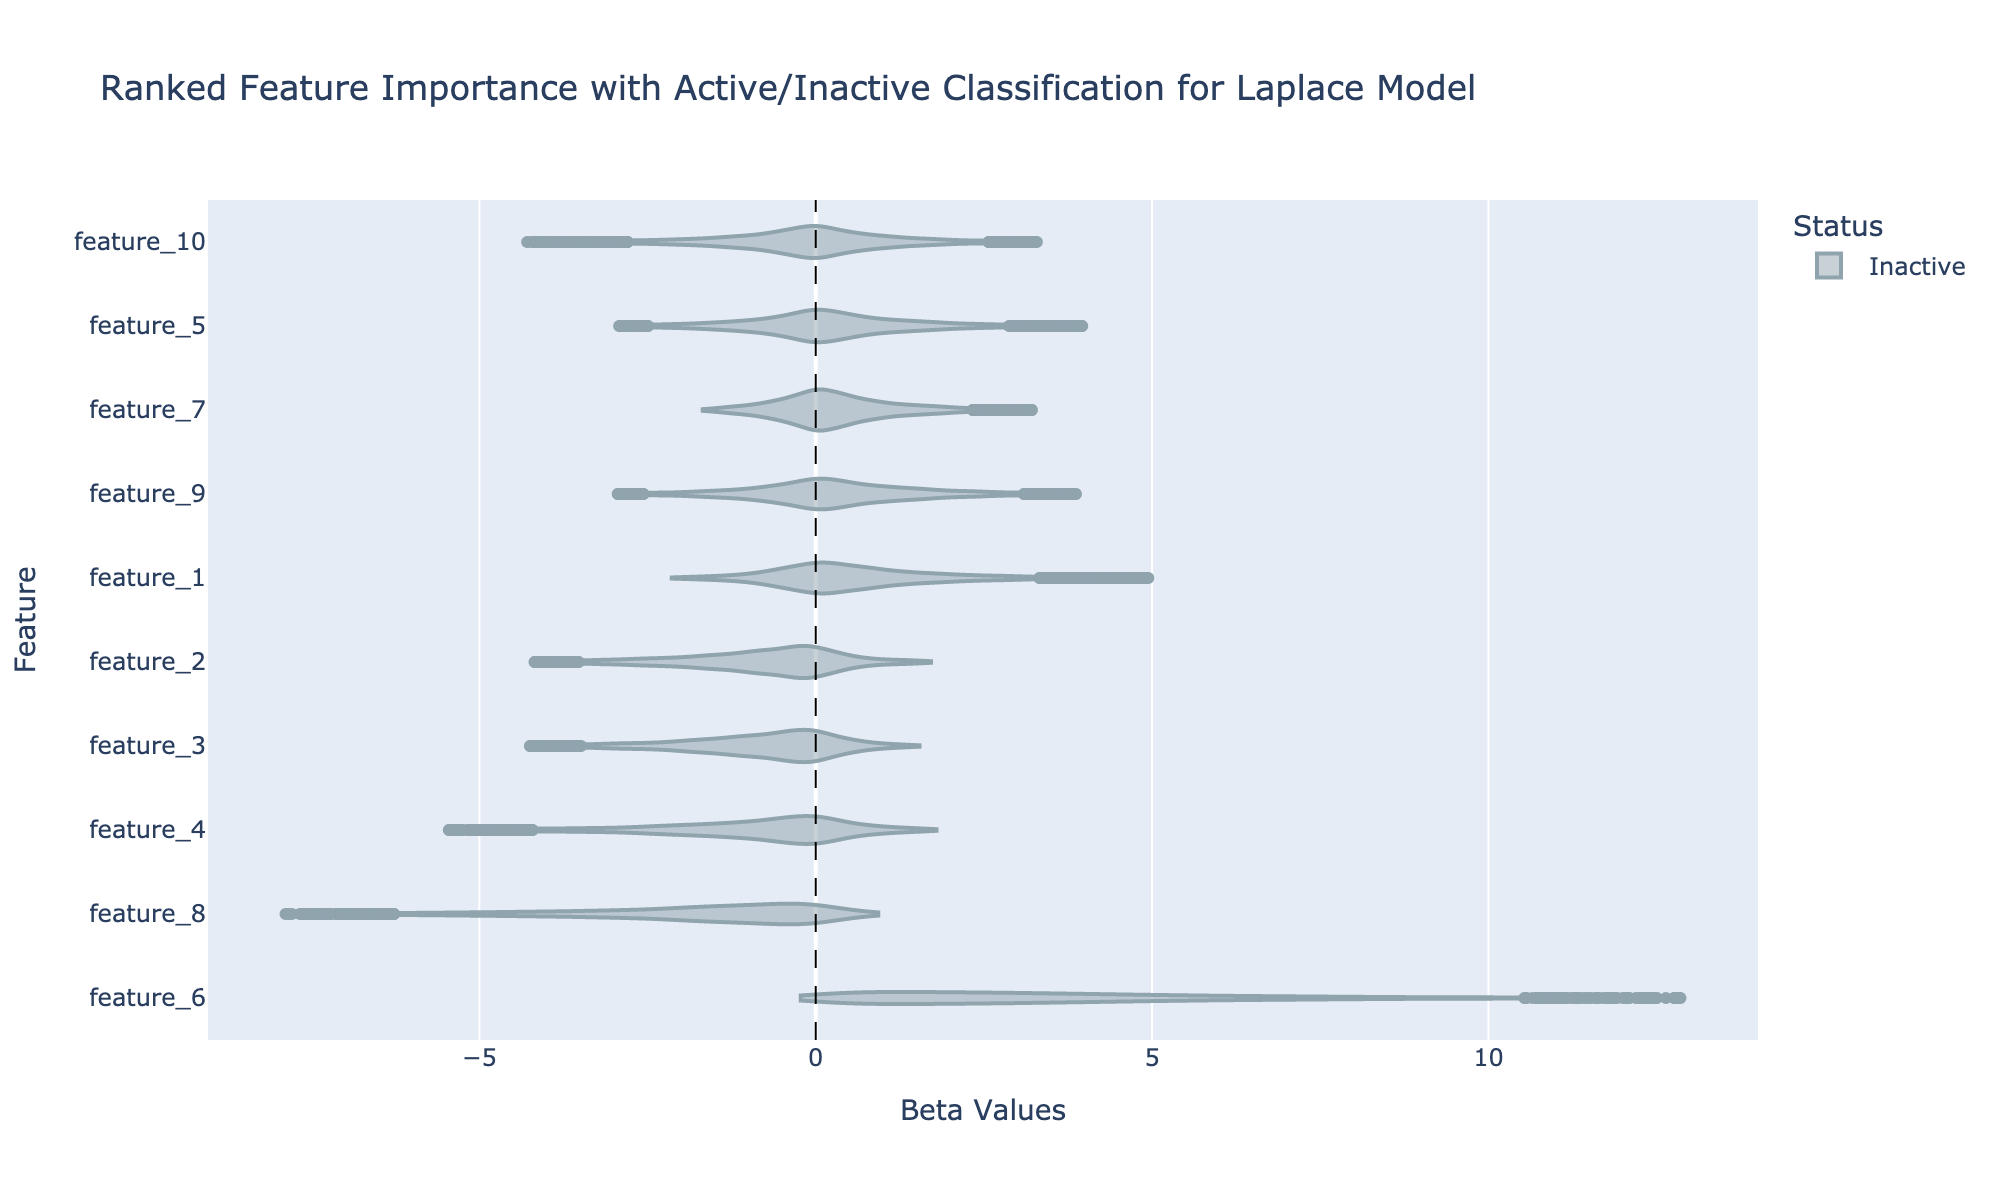 Ranked Feature Importance with Active/Inactive Classification for Laplace Model
Status
Inactive
feature_10
feature_5
feature_7
feature_9
feature_1
feature_2
feature_3
feature_4
feature_8
feature_6
Feature
−5
0
5
10
Beta Values